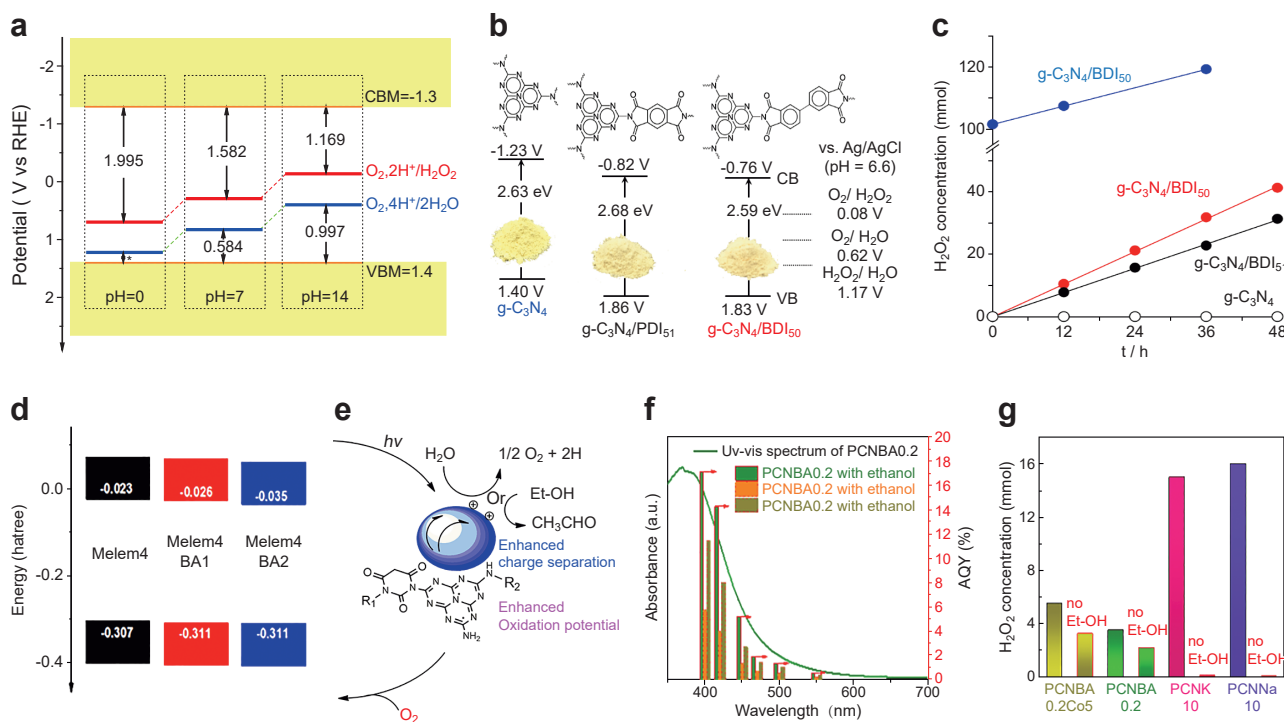 a
Potential ( V vs RHE)
-2
-1
0
1
2
CBM=-1.3
1.995
1.582
1.169
O2,2H+/H2O2
O2,4H+/2H2O
0.584
0.997
*
VBM=1.4
pH=0
pH=7
pH=14
b
-1.23 V
-0.82 V
-0.76 V
vs. Ag/AgCl
(pH = 6.6)
CB
2.63 eV
2.68 eV
2.59 eV
O2/ H2O2
0.08 V
O2/ H2O
0.62 V
H2O2/ H2O
1.17 V
1.40 V
1.86 V
1.83 V
VB
g-C3N4
g-C3N4/PDI51
g-C3N4/BDI50
c
H2O2 concentration (mmol)
120
100
40
20
0
g-C3N4/BDI50
g-C3N4/BDI50
g-C3N4/BDI5
g-C3N4
0
12
24
36
48
t / h
d
Energy (hatree)
0.0
-0.2
-0.4
-0.023
-0.026
-0.035
Melem4
Melem4
BA1
Melem4
BA2
-0.307
-0.311
-0.311
e
hv
H2O
1/2 O2 + 2H
Or
Et-OH
CH3CHO
Enhanced
charge separation
Enhanced
Oxidation potential
O
O
N
O
R1
N
H
N
R2
NH2
O2
f
Absorbance (a.u.)
Uv-vis spectrum of PCNBA0.2
PCNBA0.2 with ethanol
PCNBA0.2 with ethanol
PCNBA0.2 with ethanol
20
18
16
14
12
10
8
6
4
2
0
AQY (%)
400
500
600
700
Wavelength (nm)
g
H2O2 concentration (mmol)
16
12
8
4
0
no
Et-OH
no
Et-OH
no
Et-OH
no
Et-OH
PCNBA
0.2Co5
PCNBA
0.2
PCNK
10
PCNNa
10